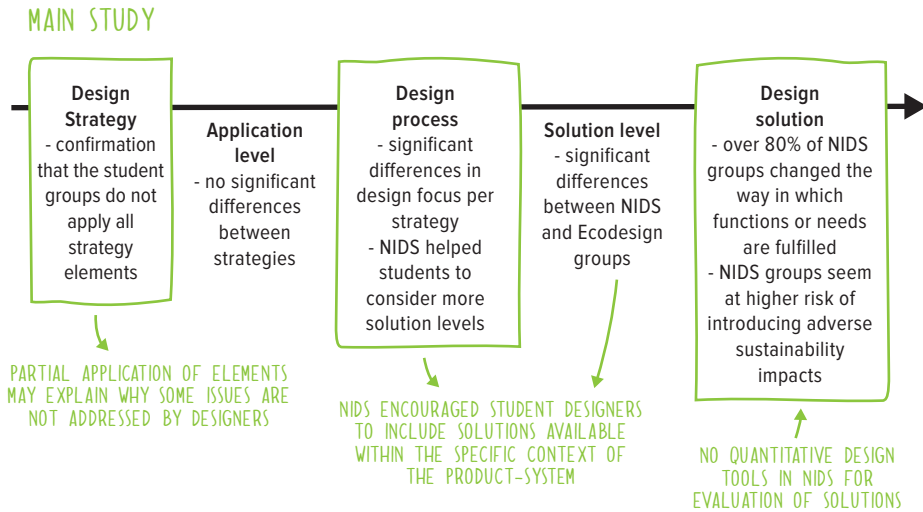 MAIN STUDY
Design
Strategy
- confirmation
that the student
groups do not
apply all
strategy
elements
Application
level
- no significant
differences
between
strategies
Design
process
- significant
differences in
design focus per
strategy
- NIDS helped
students to
consider more
solution levels
Solution level
- significant
differences
between NIDS
and Ecodesign
groups
Design
solution
- over 80% of NIDS
groups changed the
way in which
functions or needs
are fulfilled
- NIDS groups seem
at higher risk of
introducing adverse
sustainability
impacts
PARTIAL APPLICATION OF ELEMENTS
MAY EXPLAIN WHY SOME ISSUES ARE
NOT ADDRESSED BY DESIGNERS
NIDS ENCOURAGED STUDENT DESIGNERS
TO INCLUDE SOLUTIONS AVAILABLE
WITHIN THE SPECIFIC CONTEXT OF
THE PRODUCT-SYSTEM
NO QUANTITATIVE DESIGN
TOOLS IN NIDS FOR
EVALUATION OF SOLUTIONS